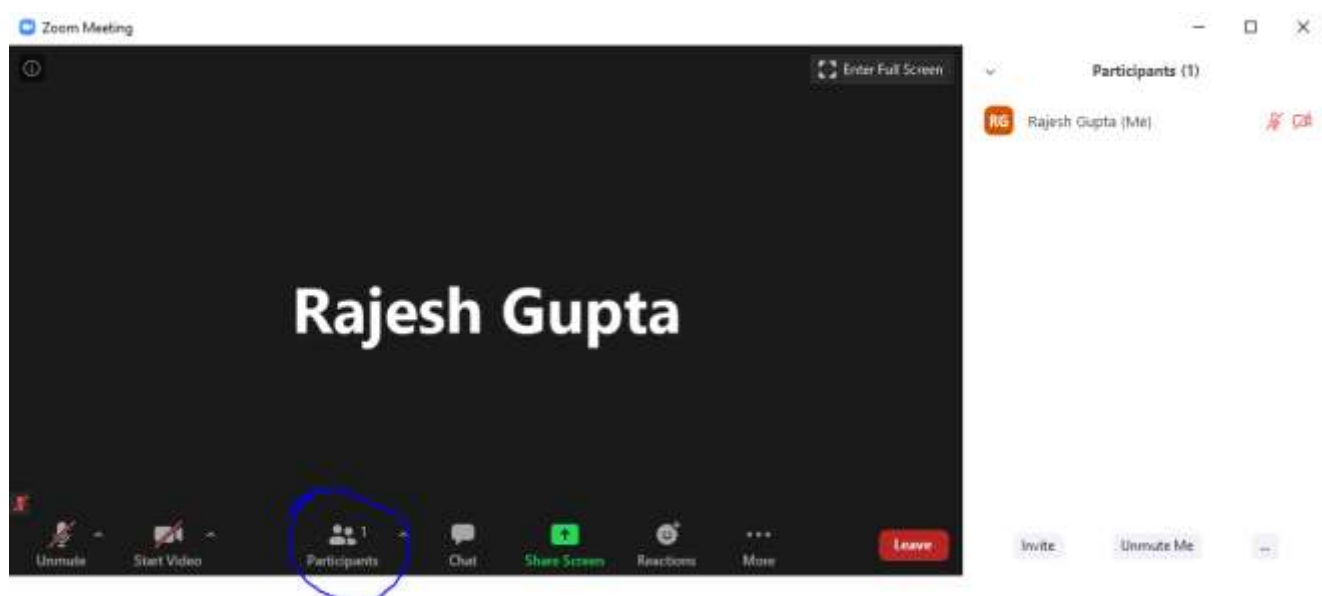 Zoom Meeting
Enter Full Screen
Participants (1)
RG Rajesh Gupta (Me)
Rajesh Gupta
1
Unmute Start Video Participants Chat Share Screen Reactions More Leave
Invite Unmute Me ...